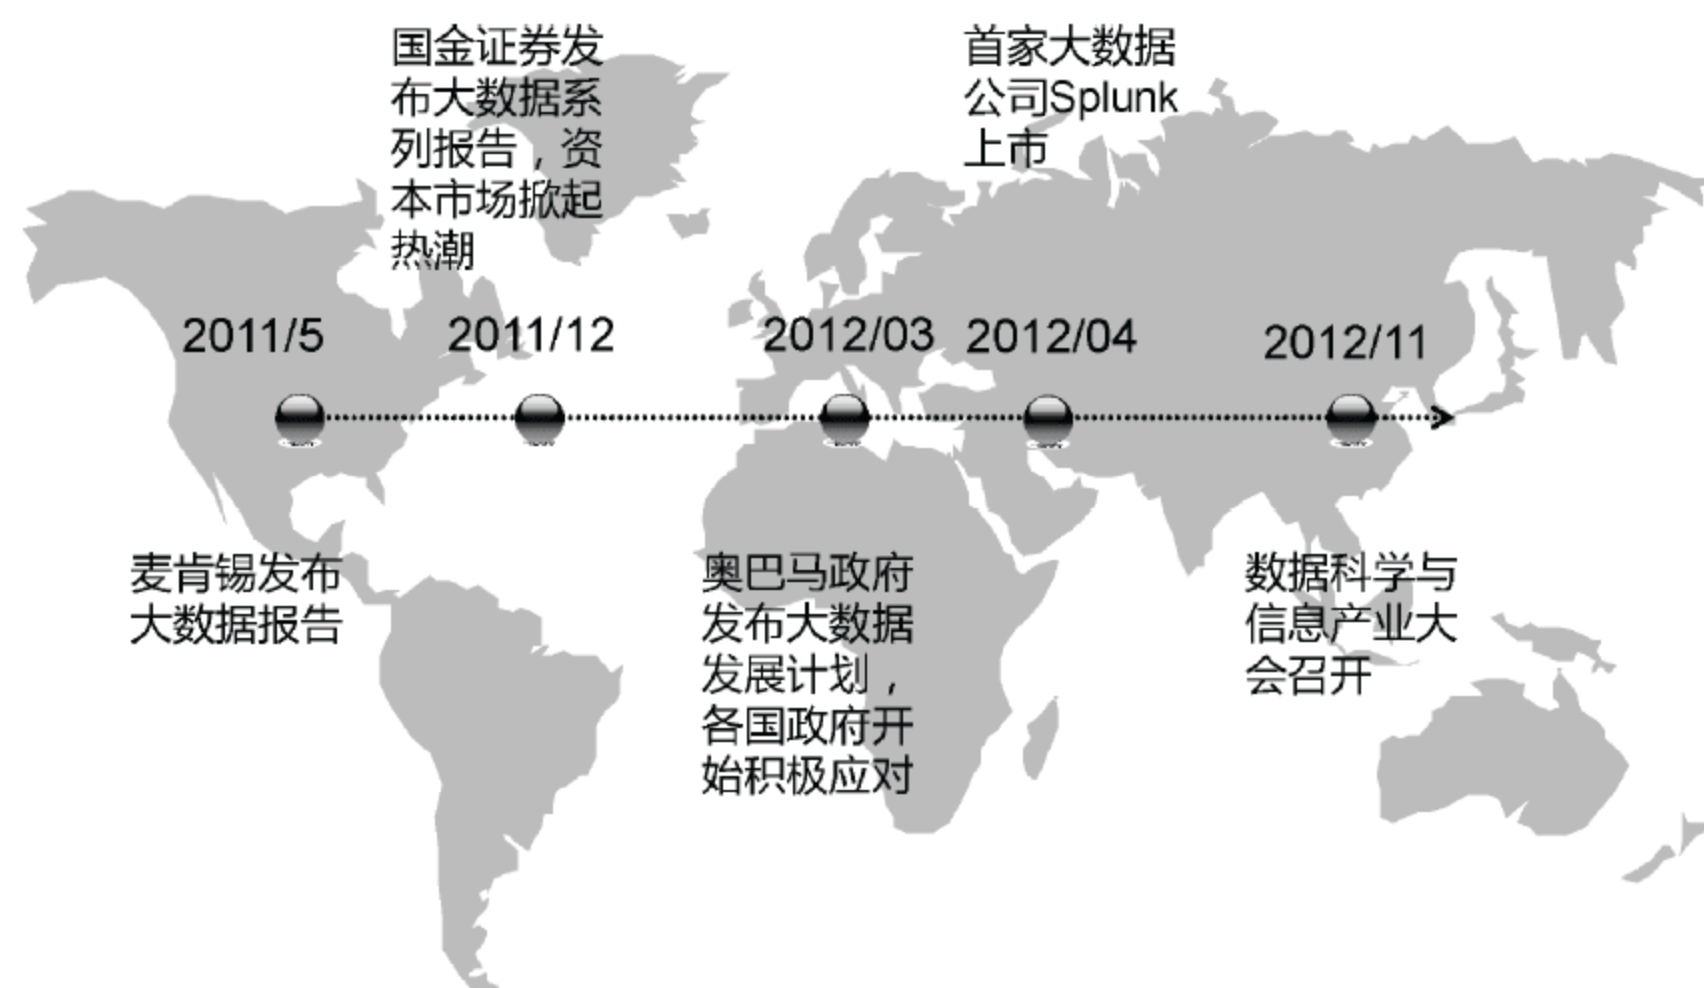 国金证券发
布大数据系
列报告，资
本市场掀起
热潮
首家大数据
公司Splunk
上市
2011/5
2011/12
2012/03
2012/04
2012/11
麦肯锡发布
大数据报告
奥巴马政府
发布大数据
发展计划，
各国政府开
始积极应对
数据科学与
信息产业大
会召开